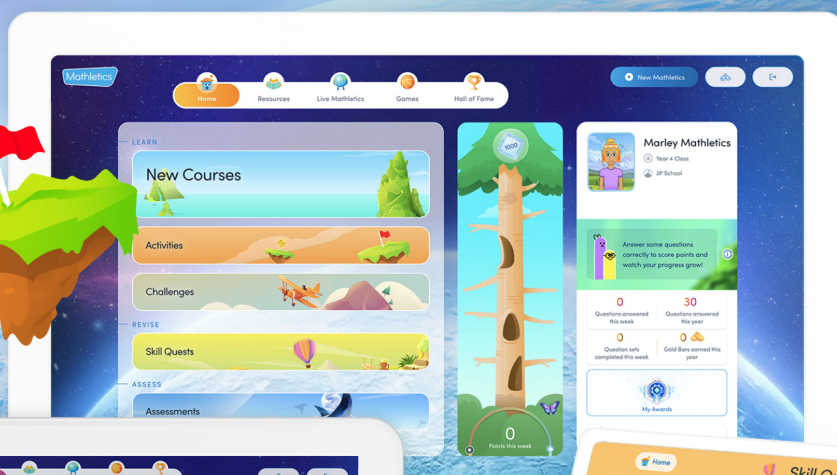 Mathletics
Home
Resources
Live Mathletics
Games
Hall of Fame
New Mathletics
LEARN
New Courses
Activities
Challenges
REVISE
Skill Quests
ASSESS
Assessments
1000
0
Points this week
Marley Mathletics
Year 4 Class
3P School
Answer some questions
correctly to score points and
watch your progress grow!
0
Questions answered
this week
30
Questions answered
this year
0
Question sets
completed this week
0
Gold Bars earned this
year
My Awards
Home